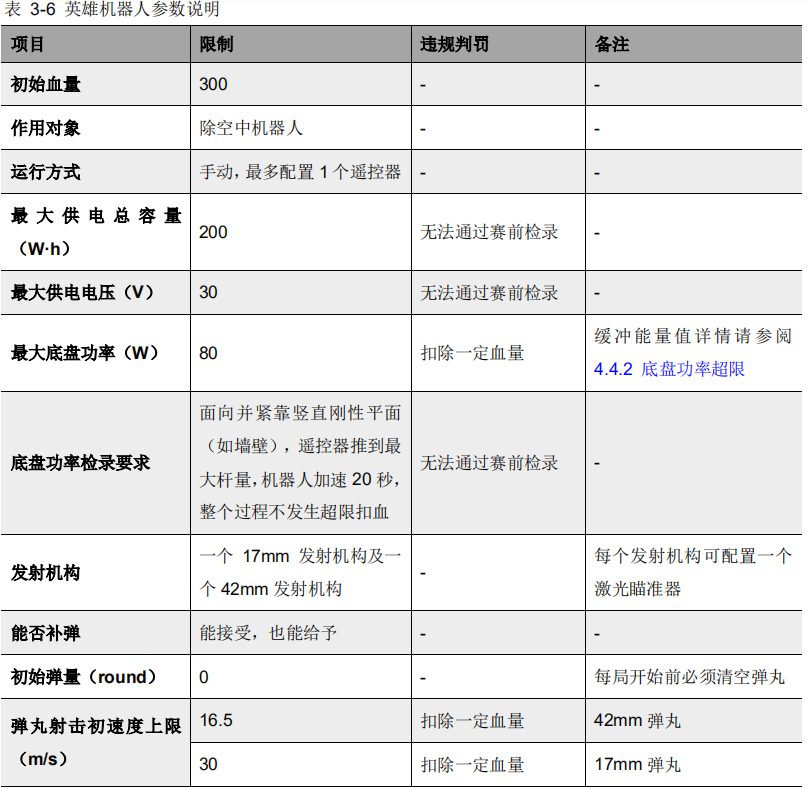 表 3-6 英雄机器人参数说明
项目 限制 违规判罚 备注
初始血量 300 - -
作用对象 除空中机器人 - -
运行方式 手动，最多配置 1 个遥控器 - -
最大供电总容量
（W·h） 200 无法通过赛前检录 -
最大供电电压（V） 30 无法通过赛前检录 -
最大底盘功率（W） 80 扣除一定血量 缓冲能量值详情请参阅
4.4.2 底盘功率超限
底盘功率检录要求 面向并紧靠竖直刚性平面
（如墙壁），遥控器推到最
大杆量，机器人加速 20 秒，
整个过程不发生超限扣血 无法通过赛前检录 -
发射机构 一个 17mm 发射机构及一
个 42mm 发射机构 - 每个发射机构可配置一个
激光瞄准器
能否补弹 能接受，也能给予 - -
初始弹量（round） 0 - 每局开始前必须清空弹丸
弹丸射击初速度上限
（m/s） 16.5 扣除一定血量 42mm 弹丸
30 扣除一定血量 17mm 弹丸